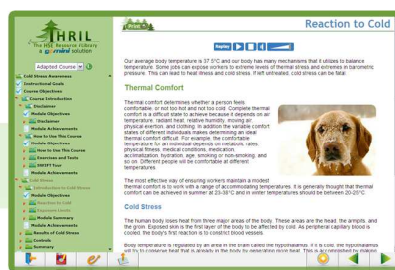 Print
Reaction to Cold
THRIL
The HSE Resource Library
solution
Adapted Course
Cold Stress Awareness
Instructional Goals
Course Objectives
Course Introduction
Disclaimer
Module Objectives
Disclaimer
Module Achievements
How to Use This Course
Module Objectives
How to Use This Course
Exercises and Tests
SWIFT Tour
Module Achievements
Cold Stress
Introduction to Cold Stress
Module Objectives
Reaction to Cold
Exposure Limits
Module Summary
Module Achievements
Results of Cold Stress
Controls
Summary
Replay
Our average body temperature is 37.5°C and our body has many mechanisms that it utilizes to balance
temperature. Some jobs can expose workers to extreme levels of thermal stress and extremes in barometric
pressure. This can lead to heat illness and cold stress. If left untreated, cold stress can be fatal.
Thermal Comfort
Thermal comfort determines whether a person feels
comfortable, or not too hot and not too cold. Complete thermal
comfort is a difficult state to achieve because it depends on air
temperature, radiant heat, relative humidity, moving air,
physical exertion, and clothing. In addition the variable comfort
states of different individuals makes determining an ideal
thermal comfort difficult. For example, the comfortable
temperature for an individual depends on metabolic rates,
physical fitness, medical conditions, medication,
acclimatization, hydration, age, smoking or non-smoking, and
so on. Different people will be comfortable at different
temperatures.
The most effective way of ensuring workers maintain a modest
thermal comfort is to work with a range of accommodating temperatures. It is generally thought that thermal
comfort can be achieved in summer at 23-30°C and in winter temperatures should be between 20-25°C
Cold Stress
The human body loses heat from three major areas of the body. These areas are the head, the armpits, and
the groin. Exposed skin is the first layer of the body to be affected by cold. As peripheral capillary blood is
cooled, the body's first reaction is to constrict blood vessels.
Body temperature is regulated by an area in the brain called the hypothalamus. If it is cold, the hypothalamus
will try to conserve heat that is already in the body by generating more heat. This is accomplished by making